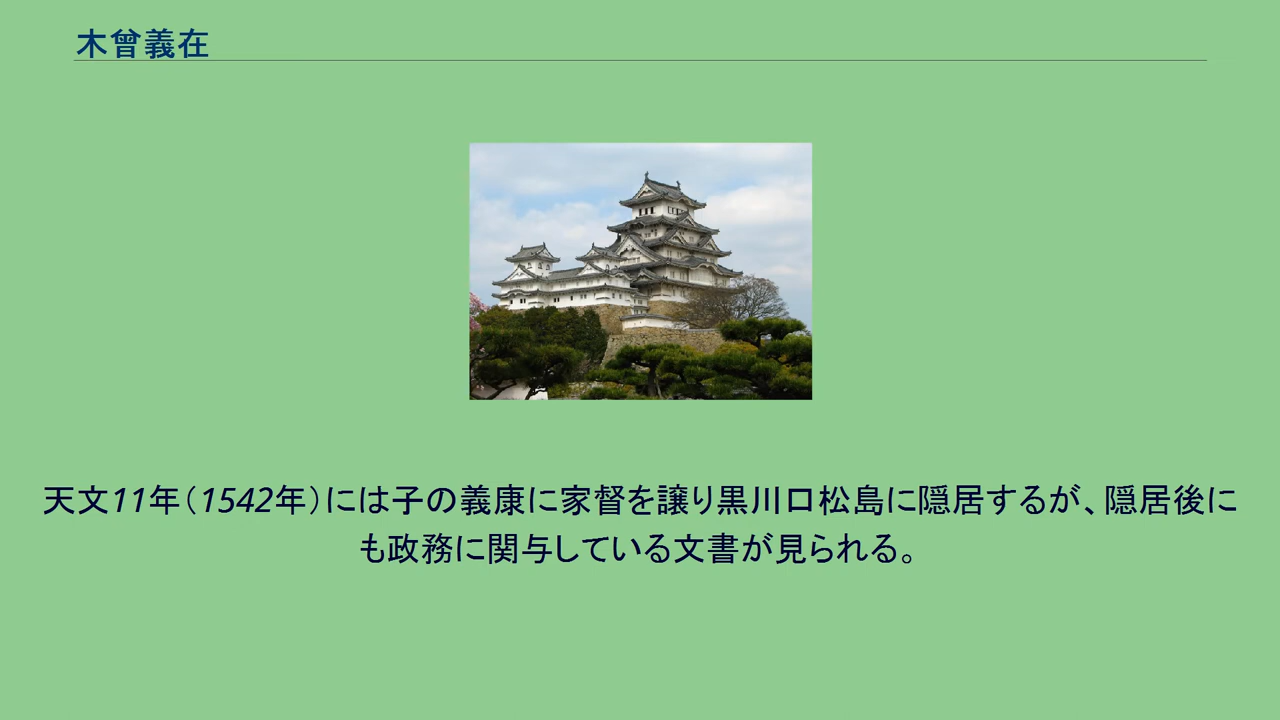 木曾義在
天文11年（1542年）には子の義康に家督を譲り黒川口松島に隠居するが、隠居後に
も政務に関与している文書が見られる。